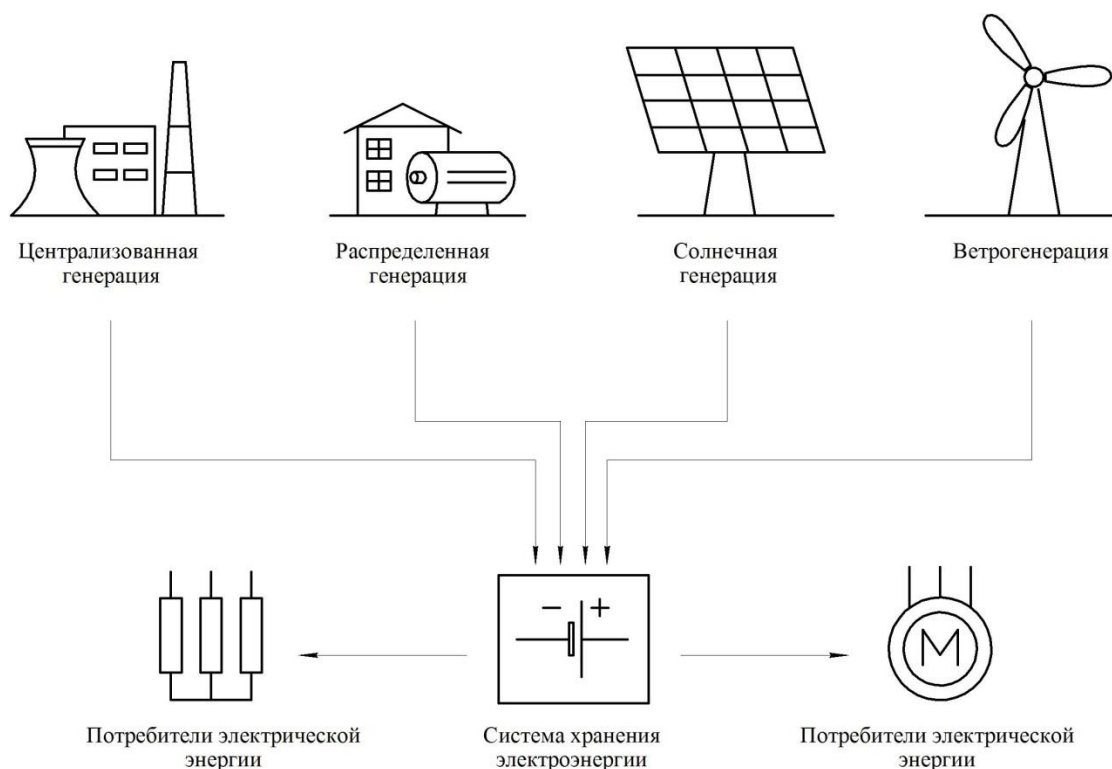 Централизованная
генерация
Распределенная
генерация
Солнечная
генерация
Ветрогенерация
− +
M
Потребители электрической
энергии
Система хранения
электроэнергии
Потребители электрической
энергии